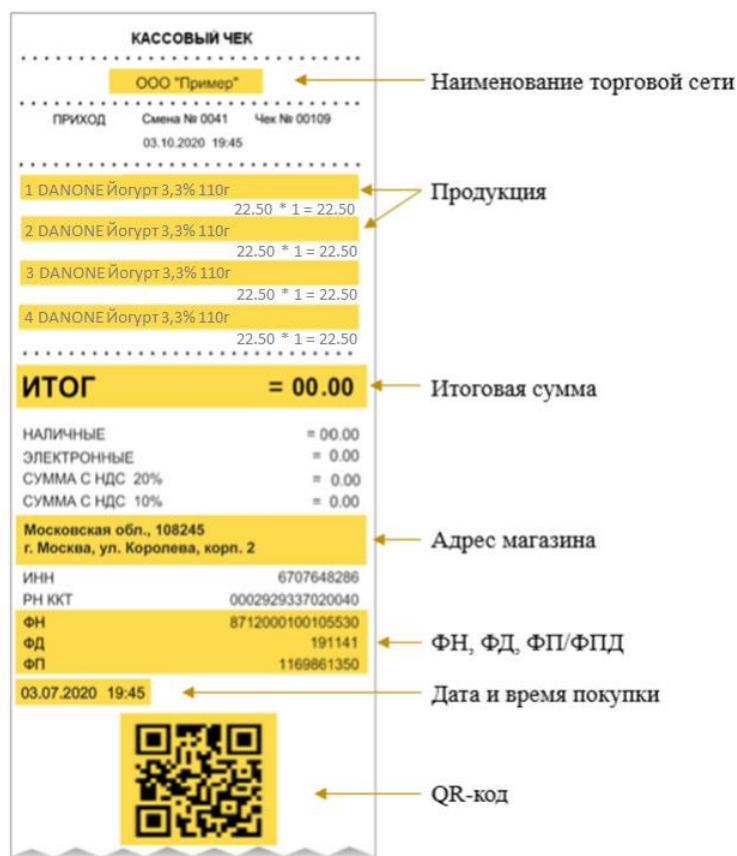 КАССОВЫЙ ЧЕК
ООО "Пример"
Наименование торговой сети
ПРИХОД Смена № 0041 Чек № 00109
03.10.2020 19:45
1 DANONE Йогурт 3,3% 110г
Продукция
22.50 * 1 = 22.50
2 DANONE Йогурт 3,3% 110г
22.50 * 1 = 22.50
3 DANONE Йогурт 3,3% 110г
22.50 * 1 = 22.50
4 DANONE Йогурт 3,3% 110г
22.50 * 1 = 22.50
ИТОГ = 00.00
Итоговая сумма
НАЛИЧНЫЕ = 00.00
ЭЛЕКТРОННЫЕ = 0.00
СУММА С НДС 20% = 0.00
СУММА С НДС 10% = 0.00
Московская обл., 108245
г. Москва, ул. Королева, корп. 2
Адрес магазина
ИНН 6707648286
РН ККТ 0002929337020040
ФН 8712000100105530
ФД 191141
ФП 1169861350
ФН, ФД, ФП/ФПД
03.07.2020 19:45
Дата и время покупки
QR-код